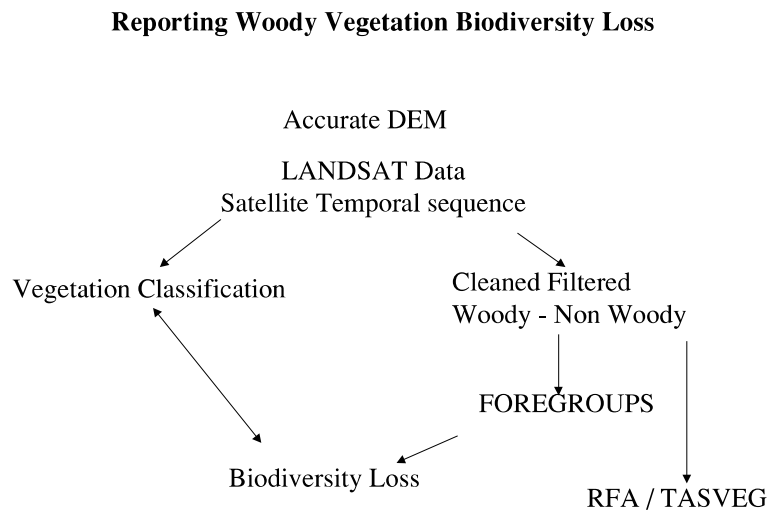 Reporting Woody Vegetation Biodiversity Loss
Accurate DEM
LANDSAT Data
Satellite Temporal sequence
Vegetation Classification
Cleaned Filtered
Woody - Non Woody
FOREGROUPS
Biodiversity Loss
RFA / TASVEG